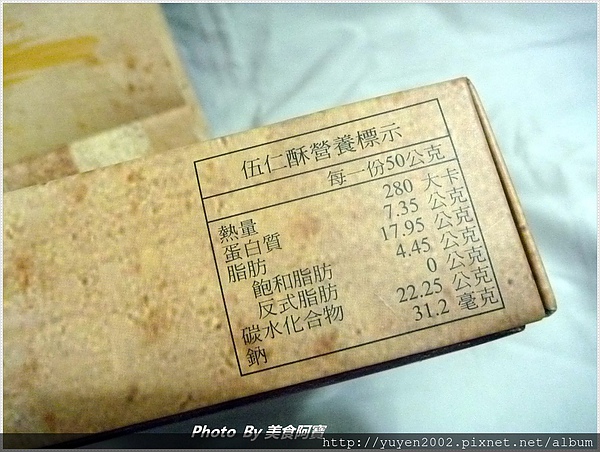 伍仁酥營養標示
每一份50公克
熱量 280 大卡
蛋白質 7.35 公克
脂肪 17.95 公克
飽和脂肪 4.45 公克
反式脂肪 0 公克
碳水化合物 22.25 公克
鈉 31.2 毫克
Photo By 美食阿寶
http://yuyen2002.pixnet.net/album